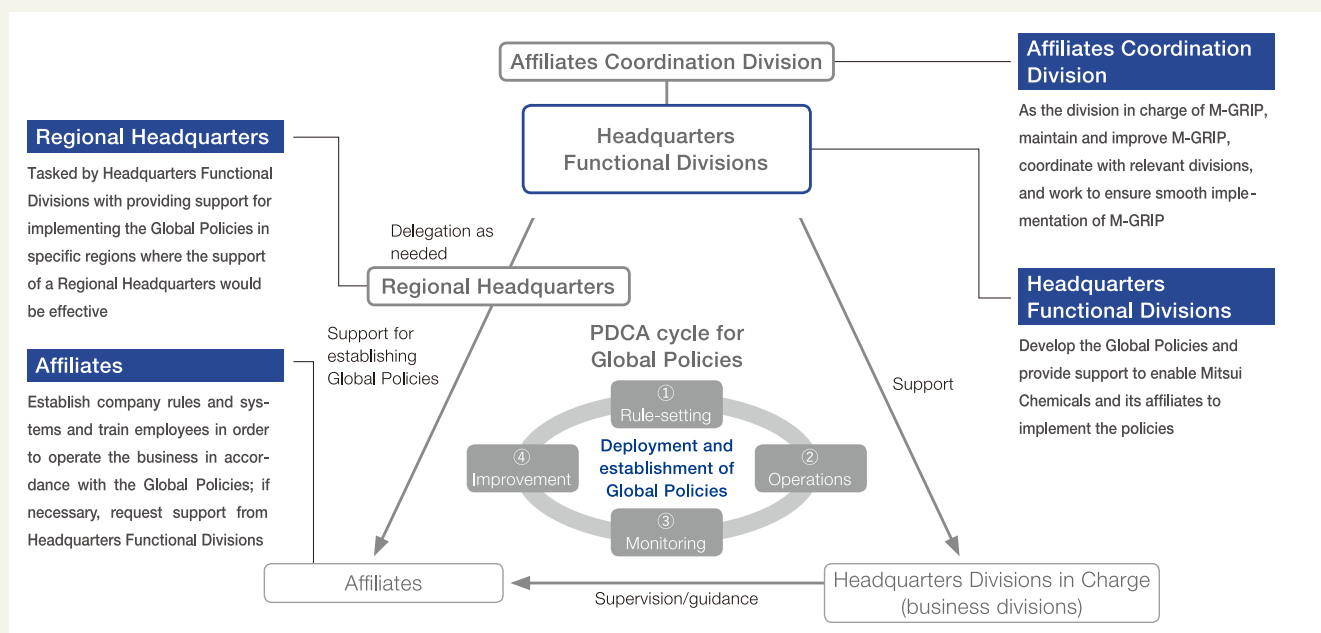 Affiliates Coordination Division
Headquarters
Functional Divisions
Affiliates Coordination
Division
As the division in charge of M-GRIP,
maintain and improve M-GRIP,
coordinate with relevant divisions,
and work to ensure smooth imple-
mentation of M-GRIP
Regional Headquarters
Tasked by Headquarters Functional
Divisions with providing support for
implementing the Global Policies in
specific regions where the support
of a Regional Headquarters would
be effective
Delegation as
needed
Regional Headquarters
Headquarters
Functional Divisions
Develop the Global Policies and
provide support to enable Mitsui
Chemicals and its affiliates to
implement the policies
Support for
establishing
Global Policies
Affiliates
Establish company rules and sys-
tems and train employees in order
to operate the business in accor-
dance with the Global Policies; if
necessary, request support from
Headquarters Functional Divisions
PDCA cycle for
Global Policies
①
Rule-setting
②
Operations
③
Monitoring
④
Improvement
Deployment and
establishment of
Global Policies
Support
Affiliates
Supervision/guidance
Headquarters Divisions in Charge
(business divisions)